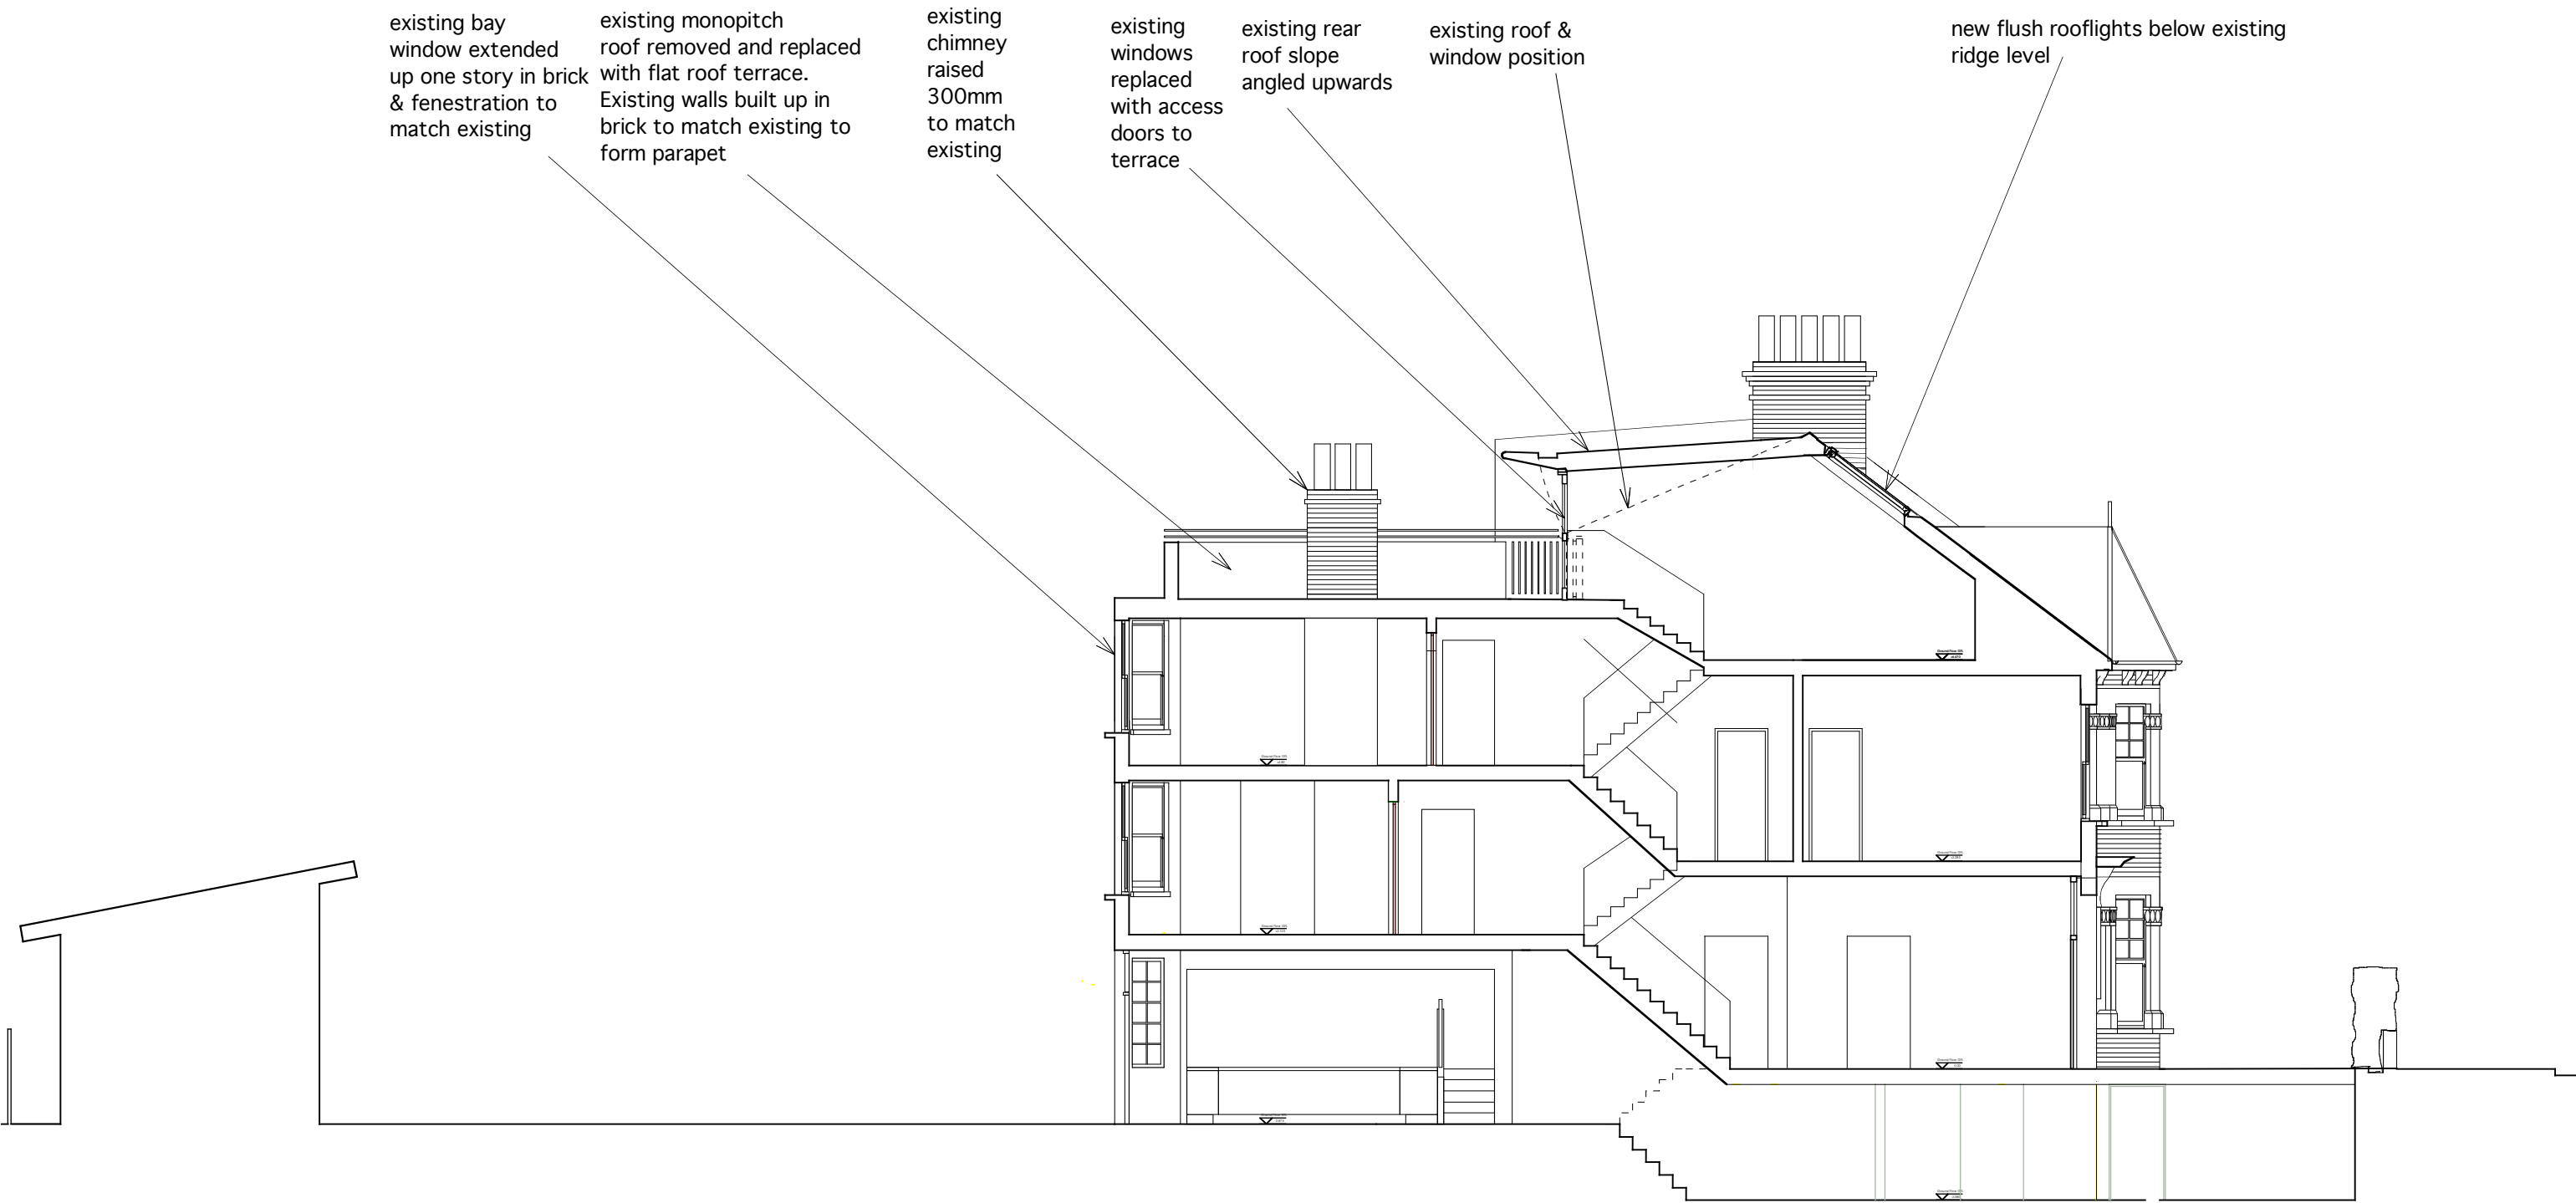 existing bay
window extended
up one story in brick
& fenestration to
match existing
existing monopitch
roof removed and replaced
with flat roof terrace.
Existing walls built up in
brick to match existing to
form parapet
existing
chimney
raised
300mm
to match
existing
existing
windows
replaced
with access
doors to
terrace
existing rear
roof slope
angled upwards
existing roof &
window position
new flush rooflights below existing
ridge level